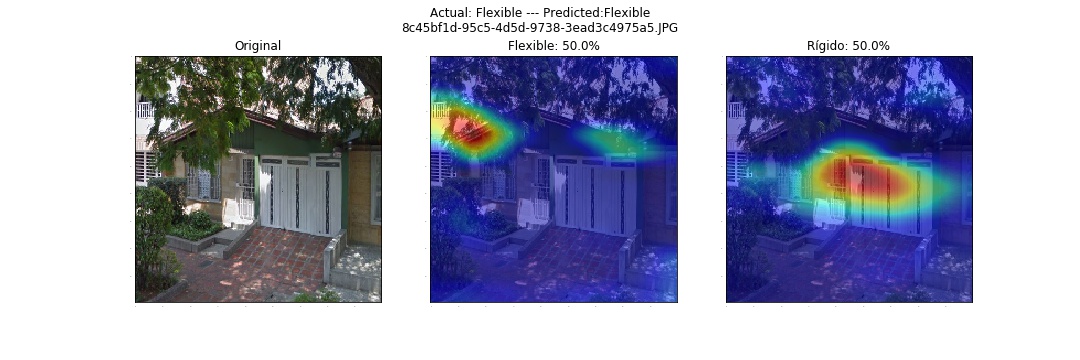 Actual: Flexible --- Predicted:Flexible
8c45bf1d-95c5-4d5d-9738-3ead3c4975a5.JPG
Original
Flexible: 50.0%
Rígido: 50.0%